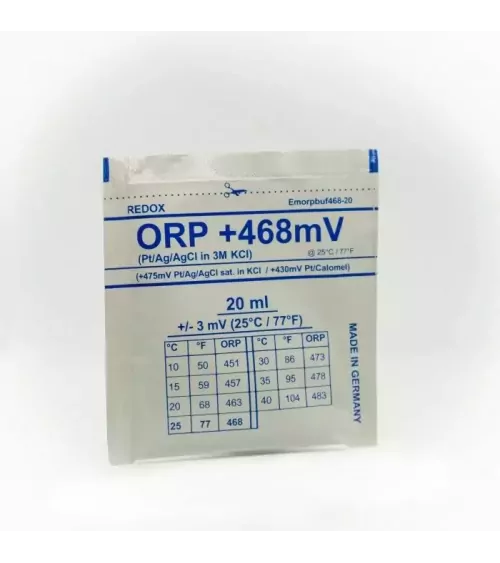 REDOX Emorpbuf468-20
ORP +468mV
(Pt/Ag/AgCl in 3M KCl) @ 25°C / 77°F
(+475mV Pt/Ag/AgCl sat. in KCl / +430mV Pt/Calomel)
20 ml
+/- 3 mV (25°C / 77°F)
°C °F ORP °C °F ORP
10 50 451 30 86 473
15 59 457 35 95 478
20 68 463 40 104 483
25 77 468
MADE IN GERMANY